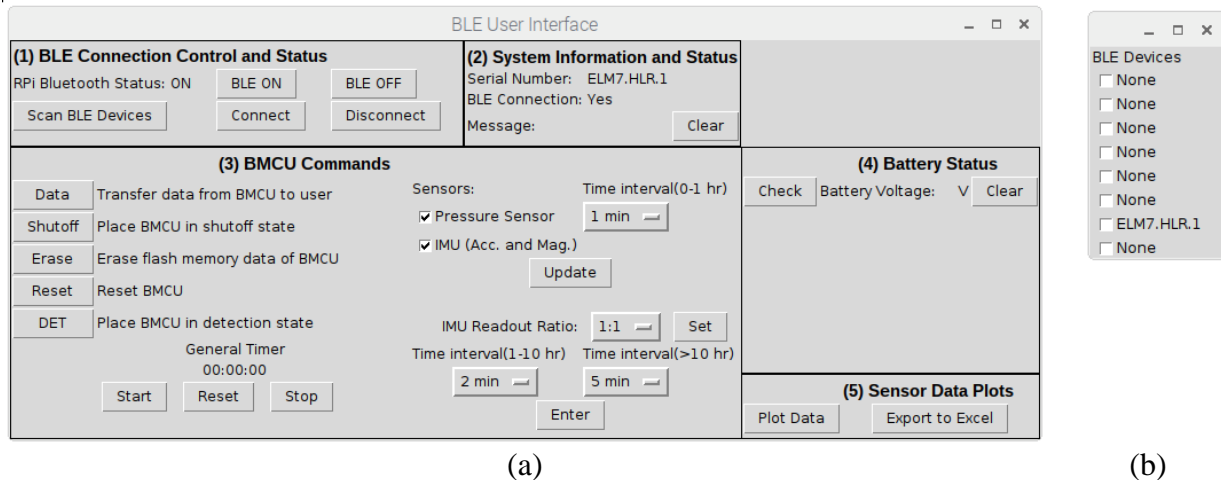 BLE User Interface
(1) BLE Connection Control and Status
RPi Bluetooth Status: ON BLE ON BLE OFF
Scan BLE Devices Connect Disconnect
(2) System Information and Status
Serial Number: ELM7.HLR.1
BLE Connection: Yes
Message: Clear
(3) BMCU Commands
Data Transfer data from BMCU to user
Shutoff Place BMCU in shutoff state
Erase Erase flash memory data of BMCU
Reset Reset BMCU
DET Place BMCU in detection state
General Timer
00:00:00
Start Reset Stop
Sensors: Time interval(0-1 hr)
Pressure Sensor 1 min
IMU (Acc. and Mag.)
Update
IMU Readout Ratio: 1:1 Set
Time interval(1-10 hr) Time interval(>10 hr)
2 min 5 min
Enter
(4) Battery Status
Check Battery Voltage: V Clear
(5) Sensor Data Plots
Plot Data Export to Excel
(a)
BLE Devices
None
None
None
None
None
None
ELM7.HLR.1
None
(b)